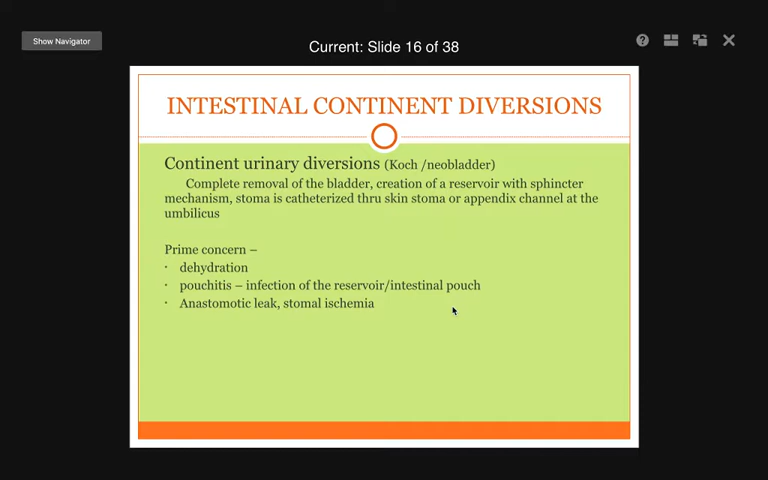 Show Navigator
Current: Slide 16 of 38
INTESTINAL CONTINENT DIVERSIONS
Continent urinary diversions (Koch /neobladder)
Complete removal of the bladder, creation of a reservoir with sphincter
mechanism, stoma is catheterized thru skin stoma or appendix channel at the
umbilicus
Prime concern –
• dehydration
• pouchitis – infection of the reservoir/intestinal pouch
• Anastomotic leak, stomal ischemia